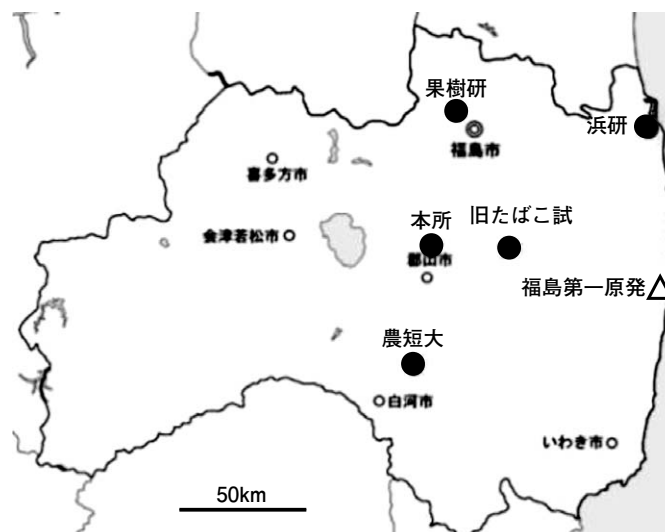 果樹研
浜研
福島市
喜多方市
本所
旧たばこ試
会津若松市
郡山市
福島第一原発
農短大
白河市
いわき市
50km